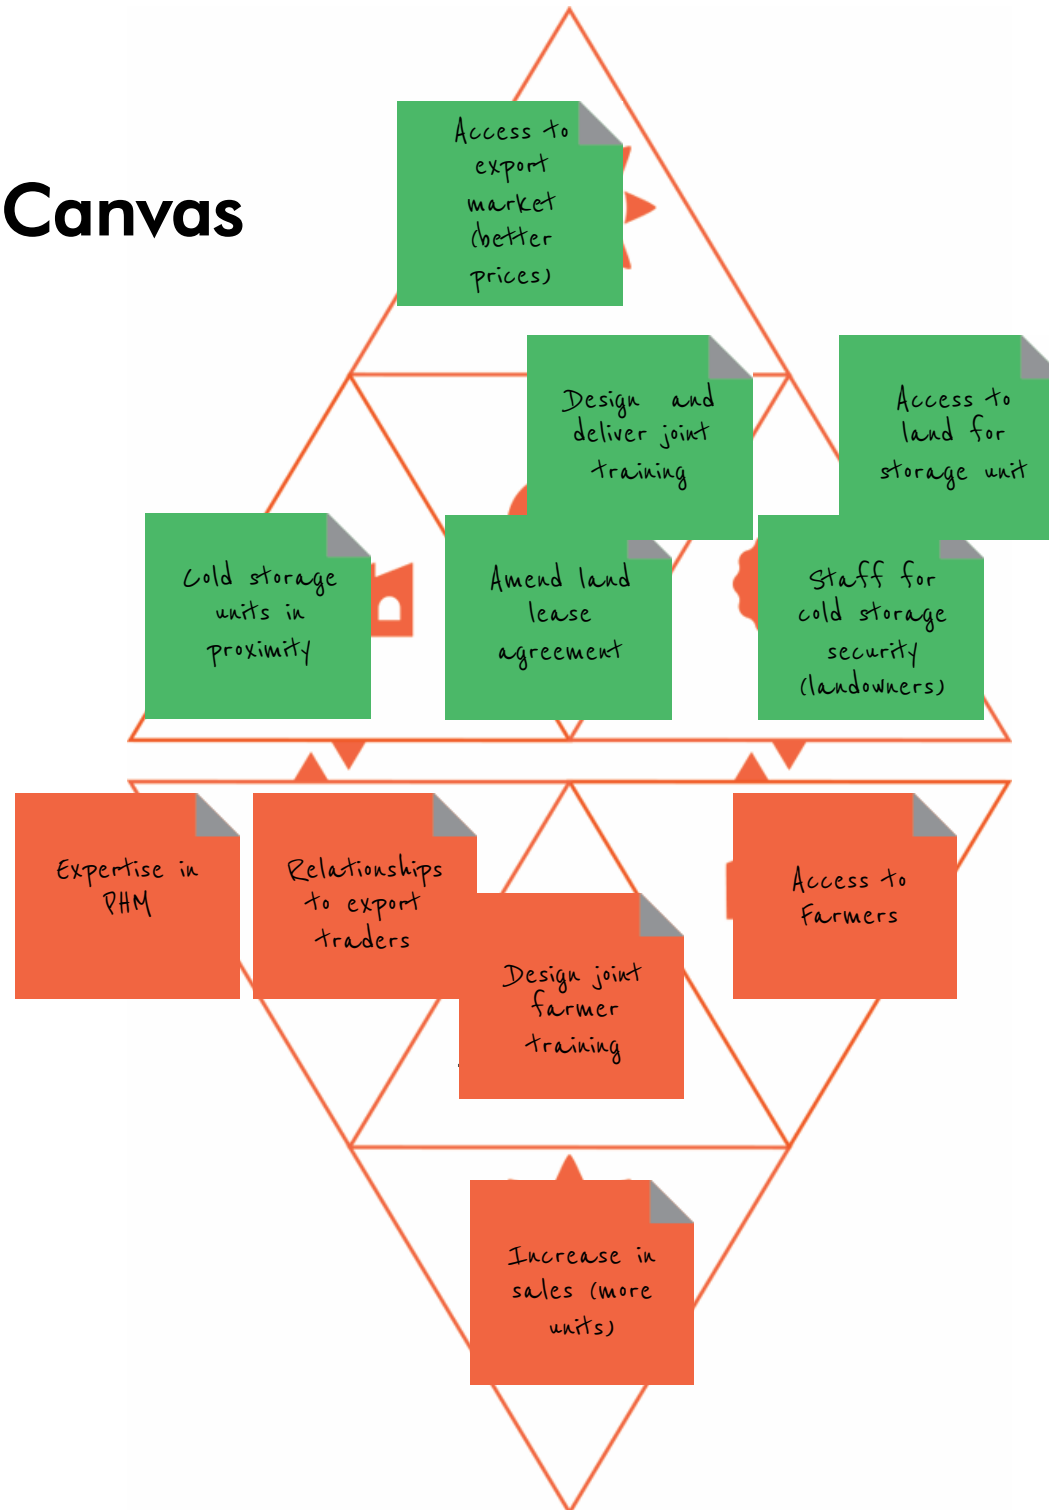 Canvas
Access to
export
market
(better
prices)
Design and
deliver joint
training
Access to
land for
storage unit
Cold storage
units in
proximity
Amend land
lease
agreement
Staff for
cold storage
security
(landowners)
Expertise in
PHM
Relationships
to export
traders
Access to
Farmers
Design joint
farmer
training
Increase in
sales (more
units)